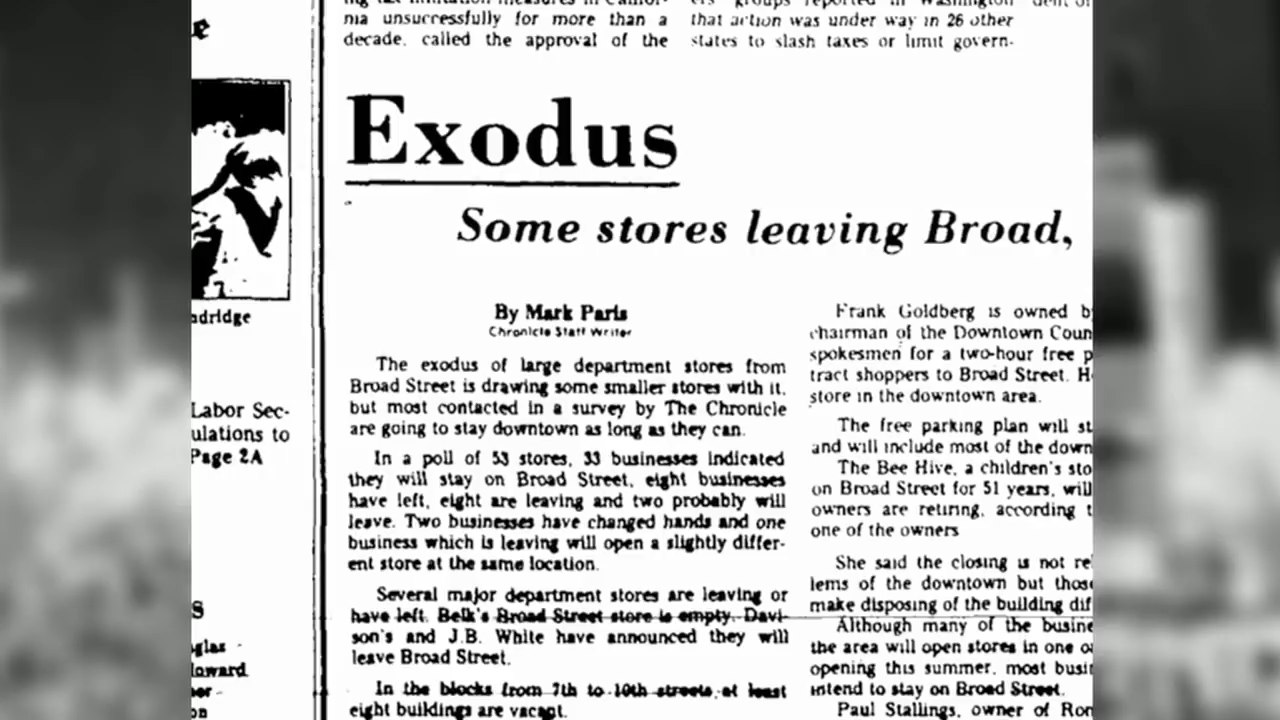 nia unsuccessfully for more than a
decade, called the approval of the
that action was under way in 26 other
states to slash taxes or limit govern-
Exodus
Some stores leaving Broad,
By Mark Paris
Chronicle Staff Writer
The exodus of large department stores from
Broad Street is drawing some smaller stores with it,
but most contacted in a survey by The Chronicle
are going to stay downtown as long as they can.
In a poll of 53 stores, 33 businesses indicated
they will stay on Broad Street, eight businesses
have left, eight are leaving and two probably will
leave. Two businesses have changed hands and one
business which is leaving will open a slightly differ-
ent store at the same location.
Several major department stores are leaving or
have left. Belk's Broad Street store is empty. Davi-
son's and J.B. White have announced they will
leave Broad Street.
In the blocks from 7th to 10th streets, at least
eight buildings are vacant.
Frank Goldberg is owned b
chairman of the Downtown Coun
spokesmen for a two-hour free p
tract shoppers to Broad Street. H
store in the downtown area.
The free parking plan will st
and will include most of the down
The Bee Hive, a children's sto
on Broad Street for 51 years, will
owners are retiring, according t
one of the owners
She said the closing is not re
lems of the downtown but thos
make disposing of the building dif
Although many of the busine
the area will open stores in one o
opening this summer, most busi
intend to stay on Broad Street.
Paul Stallings, owner of Ron
ndridge
Labor Sec-
ulations to
Page 2A
glas
Howard
on